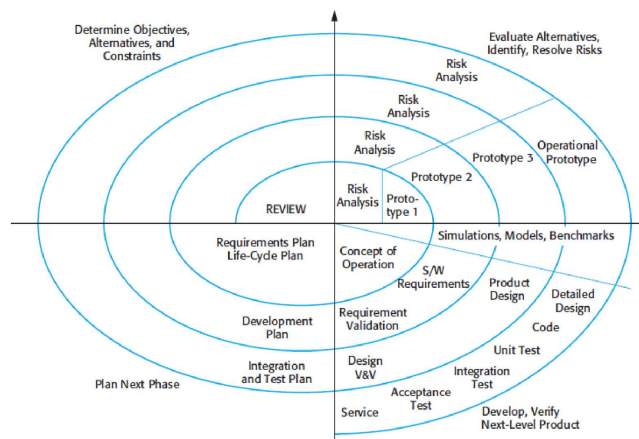 Determine Objectives,
Alternatives, and
Constraints
Evaluate Alternatives,
Identify, Resolve Risks
Risk
Analysis
Risk
Analysis
Risk
Analysis
Risk
Analysis
Proto-
type 1
Prototype 2
Prototype 3
Operational
Prototype
REVIEW
Simulations, Models, Benchmarks
Requirements Plan
Life-Cycle Plan
Concept of
Operation
S/W
Requirements
Product
Design
Detailed
Design
Development
Plan
Requirement
Validation
Code
Unit Test
Integration
and Test Plan
Design
V&V
Integration
Test
Acceptance
Test
Service
Plan Next Phase
Develop, Verify
Next-Level Product